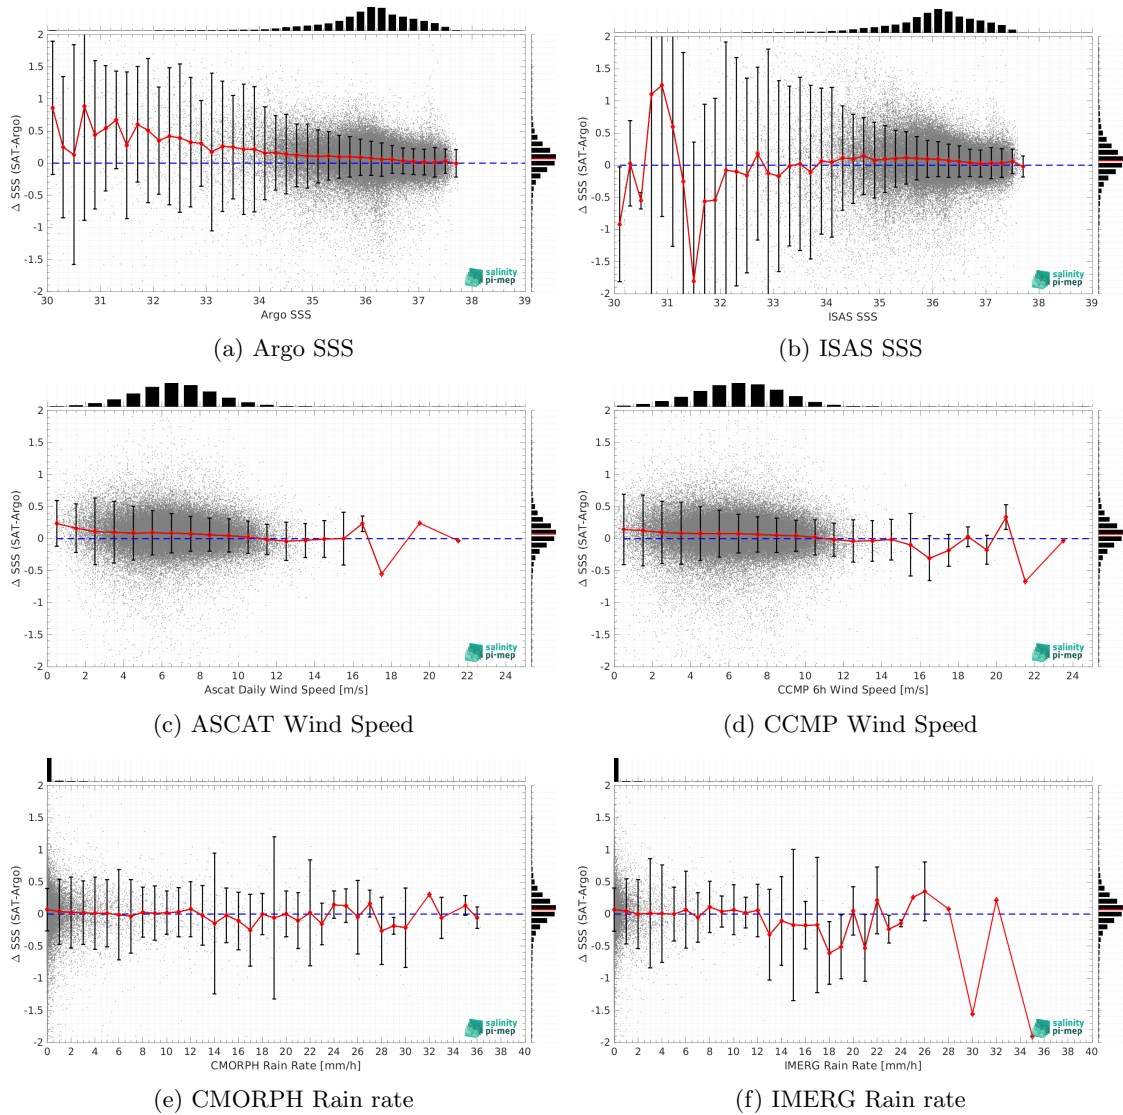 2
1.5
1
0.5
0
-0.5
-1
-1.5
-2
Δ SSS (SAT-Argo)
30 31 32 33 34 35 36 37 38 39
Argo SSS
salinity
pi-mep
(a) Argo SSS
2
1.5
1
0.5
0
-0.5
-1
-1.5
-2
Δ SSS (SAT-Argo)
30 31 32 33 34 35 36 37 38 39
ISAS SSS
salinity
pi-mep
(b) ISAS SSS
2
1.5
1
0.5
0
-0.5
-1
-1.5
-2
Δ SSS (SAT-Argo)
0 2 4 6 8 10 12 14 16 18 20 22 24
Ascat Daily Wind Speed [m/s]
salinity
pi-mep
(c) ASCAT Wind Speed
2
1.5
1
0.5
0
-0.5
-1
-1.5
-2
Δ SSS (SAT-Argo)
0 2 4 6 8 10 12 14 16 18 20 22 24
CCMP 6h Wind Speed [m/s]
salinity
pi-mep
(d) CCMP Wind Speed
2
1.5
1
0.5
0
-0.5
-1
-1.5
-2
Δ SSS (SAT-Argo)
0 2 4 6 8 10 12 14 16 18 20 22 24 26 28 30 32 34 36 38 40
CMORPH Rain Rate [mm/h]
salinity
pi-mep
(e) CMORPH Rain rate
2
1.5
1
0.5
0
-0.5
-1
-1.5
-2
Δ SSS (SAT-Argo)
0 2 4 6 8 10 12 14 16 18 20 22 24 26 28 30 32 34 36 38 40
IMERG Rain Rate [mm/h]
salinity
pi-mep
(f) IMERG Rain rate